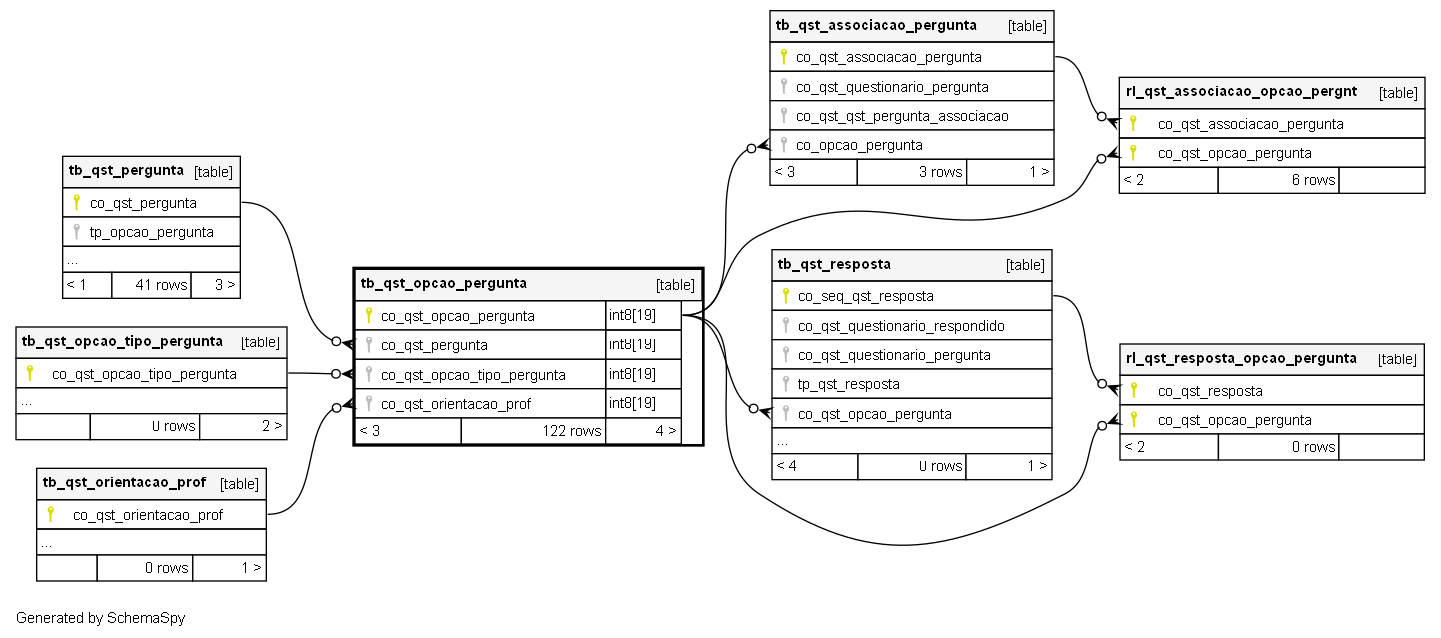 tb_qst_associacao_pergunta [table]
co_qst_associacao_pergunta
co_qst_questionario_pergunta
co_qst_qst_pergunta_associacao
co_opcao_pergunta
< 3 3 rows 1 >
rl_qst_associacao_opcao_pergnt [table]
co_qst_associacao_pergunta
co_qst_opcao_pergunta
< 2 6 rows
tb_qst_pergunta [table]
co_qst_pergunta
tp_opcao_pergunta
...
< 1 41 rows 3 >
tb_qst_opcao_pergunta [table]
co_qst_opcao_pergunta int8[19]
co_qst_pergunta int8[19]
co_qst_opcao_tipo_pergunta int8[19]
co_qst_orientacao_prof int8[19]
< 3 122 rows 4 >
tb_qst_resposta [table]
co_seq_qst_resposta
co_qst_questionario_respondido
co_qst_questionario_pergunta
tp_qst_resposta
co_qst_opcao_pergunta
...
< 4 0 rows 1 >
tb_qst_opcao_tipo_pergunta [table]
co_qst_opcao_tipo_pergunta
...
0 rows 2 >
rl_qst_resposta_opcao_pergunta [table]
co_qst_resposta
co_qst_opcao_pergunta
< 2 0 rows
tb_qst_orientacao_prof [table]
co_qst_orientacao_prof
...
0 rows 1 >
Generated by SchemaSpy